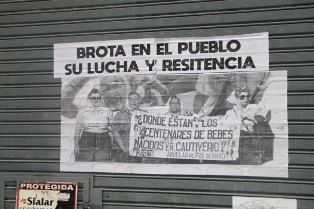 BROTA EN EL PUEBLO
SU LUCHA Y RESITENCIA
¿DONDE ESTAN LOS
CENTENARES DE BEBES
NACIDOS EN CAUTIVERIO?
ABUELAS DE PZA DE MAYO
PROTEGIDA
Sialar